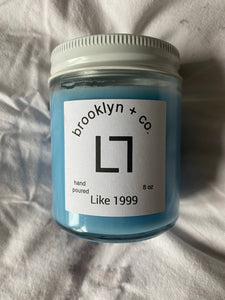 brooklyn + co.
hand
poured
8 oz
Like 1999